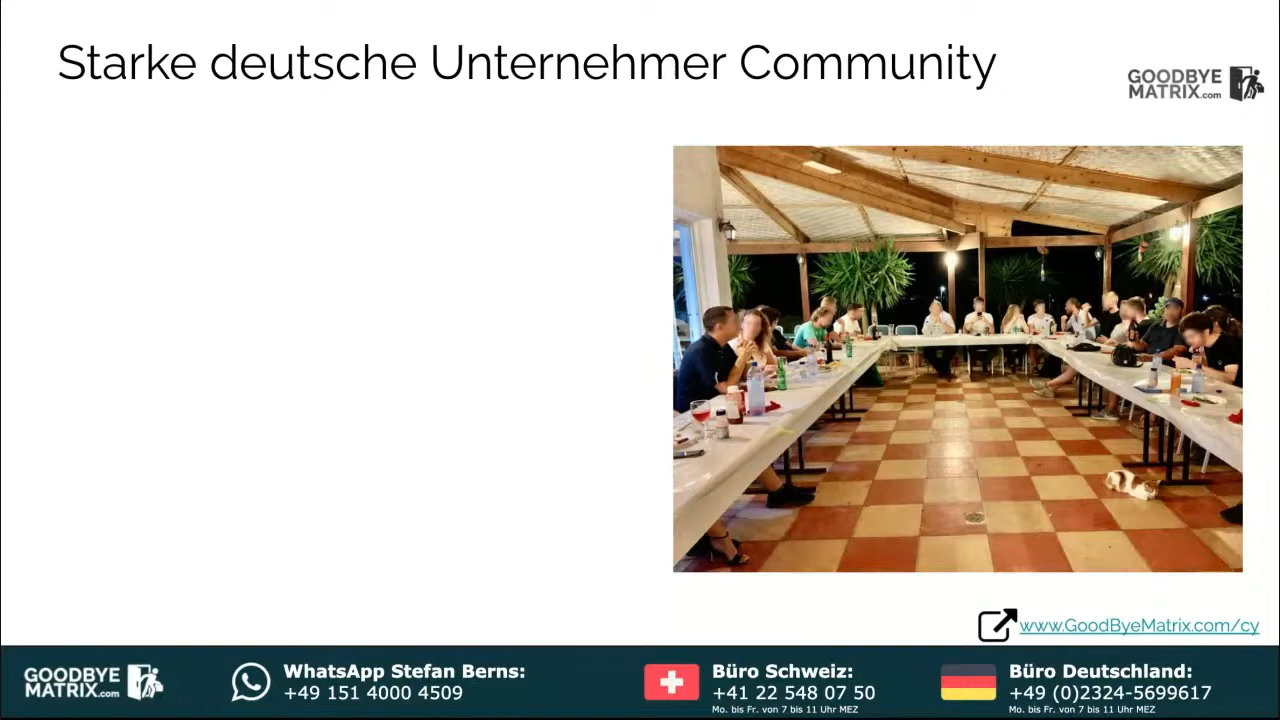 Starke deutsche Unternehmer Community
GOODBYE
MATRIX.com
www.GoodByeMatrix.com/cy
GOODBYE
MATRIX.com
WhatsApp Stefan Berns:
+49 151 4000 4509
Büro Schweiz:
+41 22 548 07 50
Mo. bis Fr. von 7 bis 11 Uhr MEZ
Büro Deutschland:
+49 (0)2324-5699617
Mo. bis Fr. von 7 bis 11 Uhr MEZ